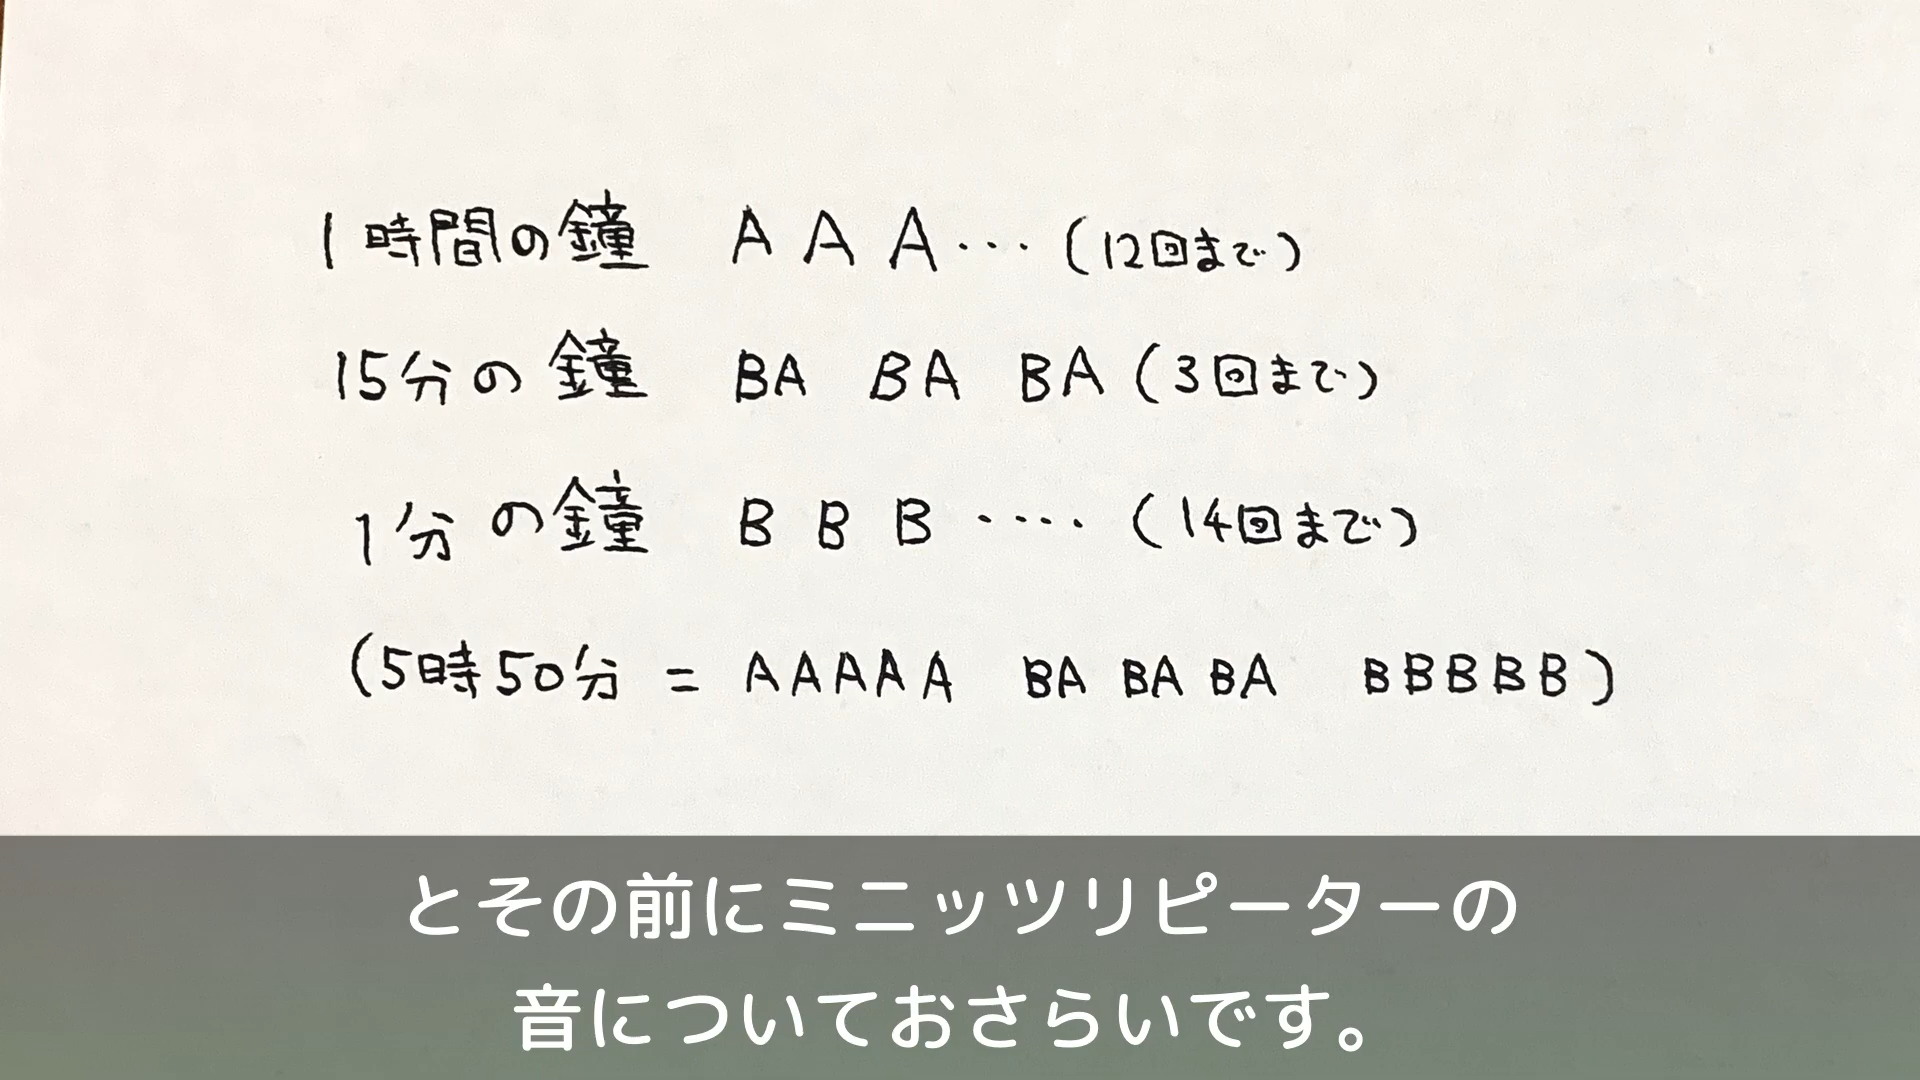 1時間の鐘 A A A ・・・ (12回まで)
15分の鐘 BA BA BA (3回まで)
1分の鐘 B B B ・・・・ (14回まで)
(5時50分 = AAAAA BA BA BA BBBBB)
とその前にミニッツリピーターの
音についておさらいです。